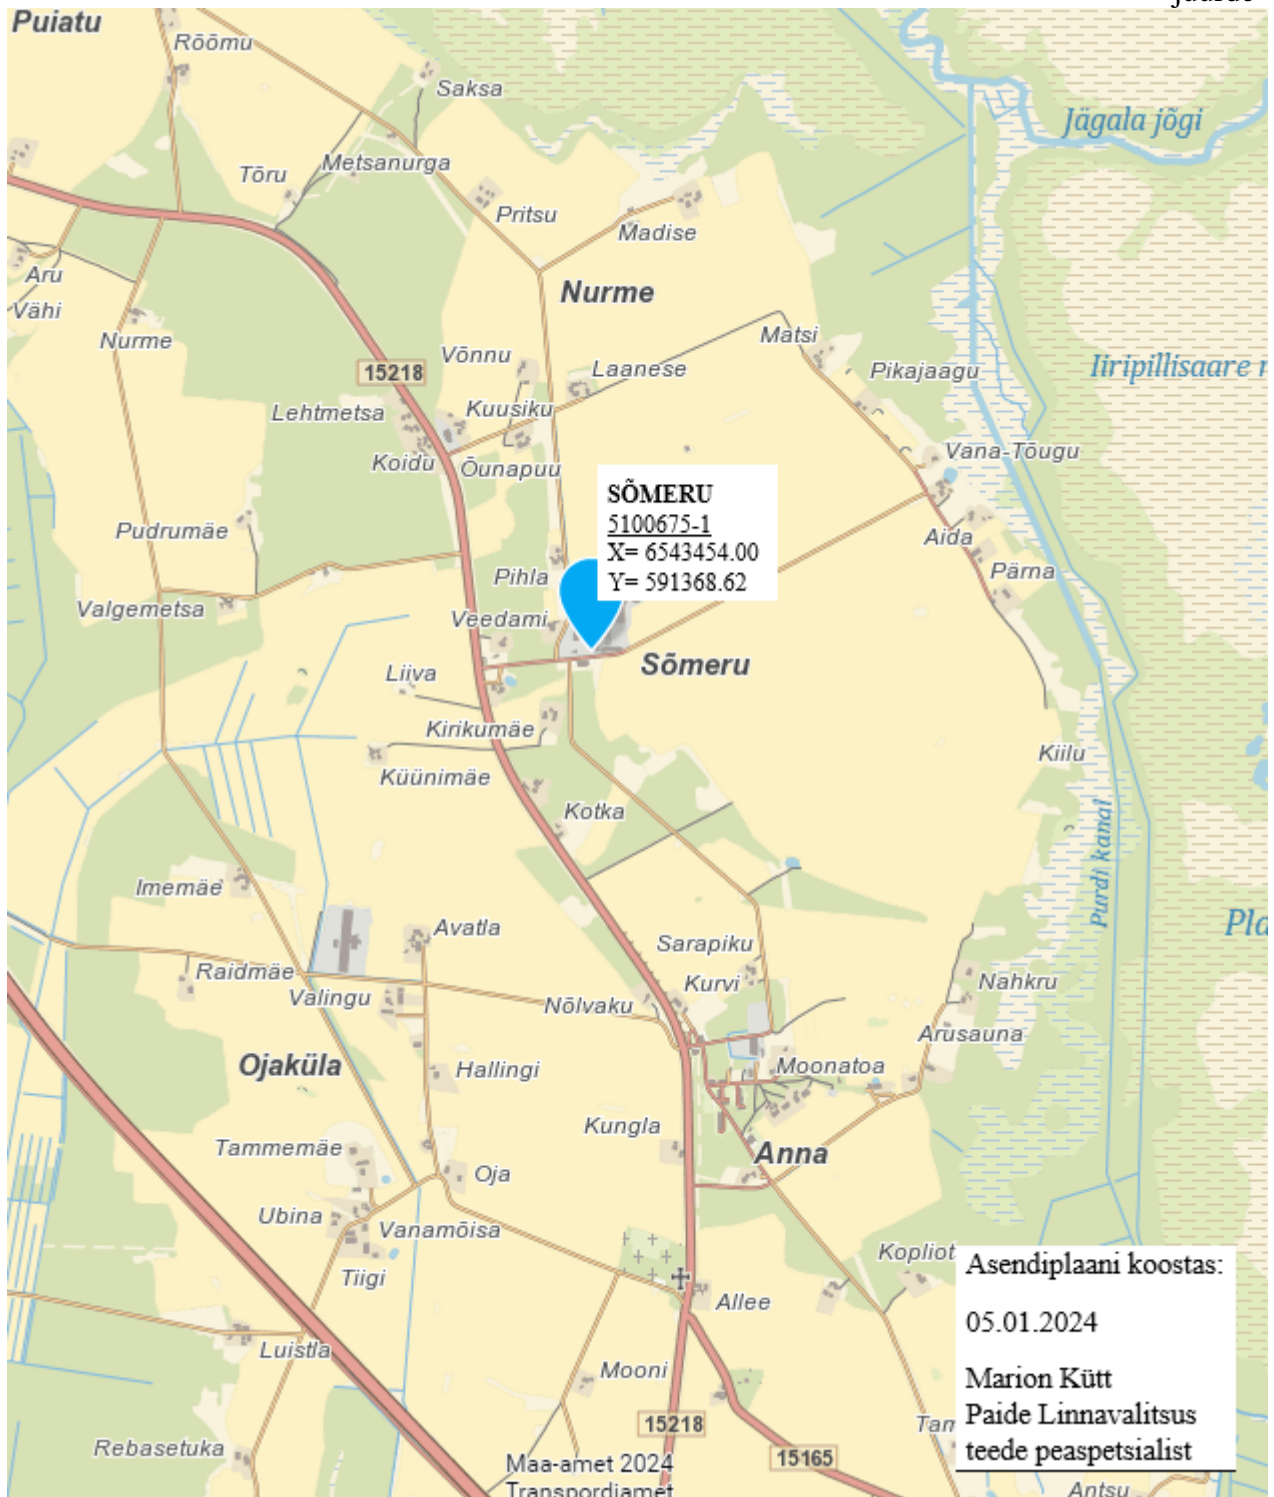 juurde
Puiatu
Rõõmu
Saksa
Jägala jõgi
Metsanurga
Tõru
Pritsu
Madise
Aru
Nurme
Vähi
Nurme
Matsi
Võnnu
Laanese
Pikajaagu
Iiripillisaare
15218
Lehtmetsa
Kuusiku
Koidu
Õunapuu
Vana-Tõugu
SÕMERU
5100675-1
X= 6543454.00
Y= 591368.62
Pudrumäe
Aida
Pihla
Pärna
Valgemetsa
Veedami
Sõmeru
Liiva
Kirikumäe
Kiilu
Küünimäe
Kotka
Purdi kanal
Imemäe
Avatla
Sarapiku
Raidmäe
Kurvi
Nahkru
Valingu
Nõlvaku
Arusauna
Ojaküla
Hallingi
Moonatoa
Kungla
Tammemäe
Anna
Oja
Ubina
Vanamõisa
Kopliot
Tiigi
Allee
Luistla
Mooni
15218
15165
Tam
Rebasetuka
Maa-amet 2024
Transpordiamet
Antsu
Asendiplaani koostas:
05.01.2024
Marion Kütt
Paide Linnavalitsus
teede peaspetsialist